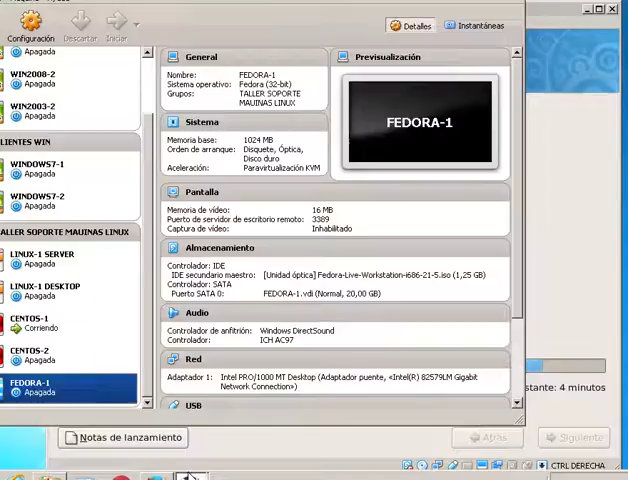 Configuración
Descartar
Iniciar
Detalles
Instantáneas
Apagada
WIN2008-2
Apagada
WIN2003-2
Apagada
LIENTES WIN
WINDOWS7-1
Apagada
WINDOWS7-2
Apagada
ALLER SOPORTE MAUINAS LINUX
LINUX-1 SERVER
Apagada
LINUX-1 DESKTOP
Apagada
CENTOS-1
Corriendo
CENTOS-2
Apagada
FEDORA-1
Apagada
General
Nombre: FEDORA-1
Sistema operativo: Fedora (32-bit)
Grupos: TALLER SOPORTE
MAUINAS LINUX
Previsualización
FEDORA-1
Sistema
Memoria base: 1024 MB
Orden de arranque: Disquete, Óptica,
Disco duro
Aceleración: Paravirtualización KVM
Pantalla
Memoria de vídeo: 16 MB
Puerto de servidor de escritorio remoto: 3389
Captura de vídeo: Inhabilitado
Almacenamiento
Controlador: IDE
IDE secundario maestro: [Unidad óptica] Fedora-Live-Workstation-i686-21-5.iso (1,25 GB)
Controlador: SATA
Puerto SATA 0: FEDORA-1.vdi (Normal, 20,00 GB)
Audio
Controlador de anfitrión: Windows DirectSound
Controlador: ICH AC97
Red
Adaptador 1: Intel PRO/1000 MT Desktop (Adaptador puente, «Intel(R) 82579LM Gigabit
Network Connection»)
USB
stante: 4 minutos
Notas de lanzamiento
Atrás
Siguiente
CTRL DERECHA